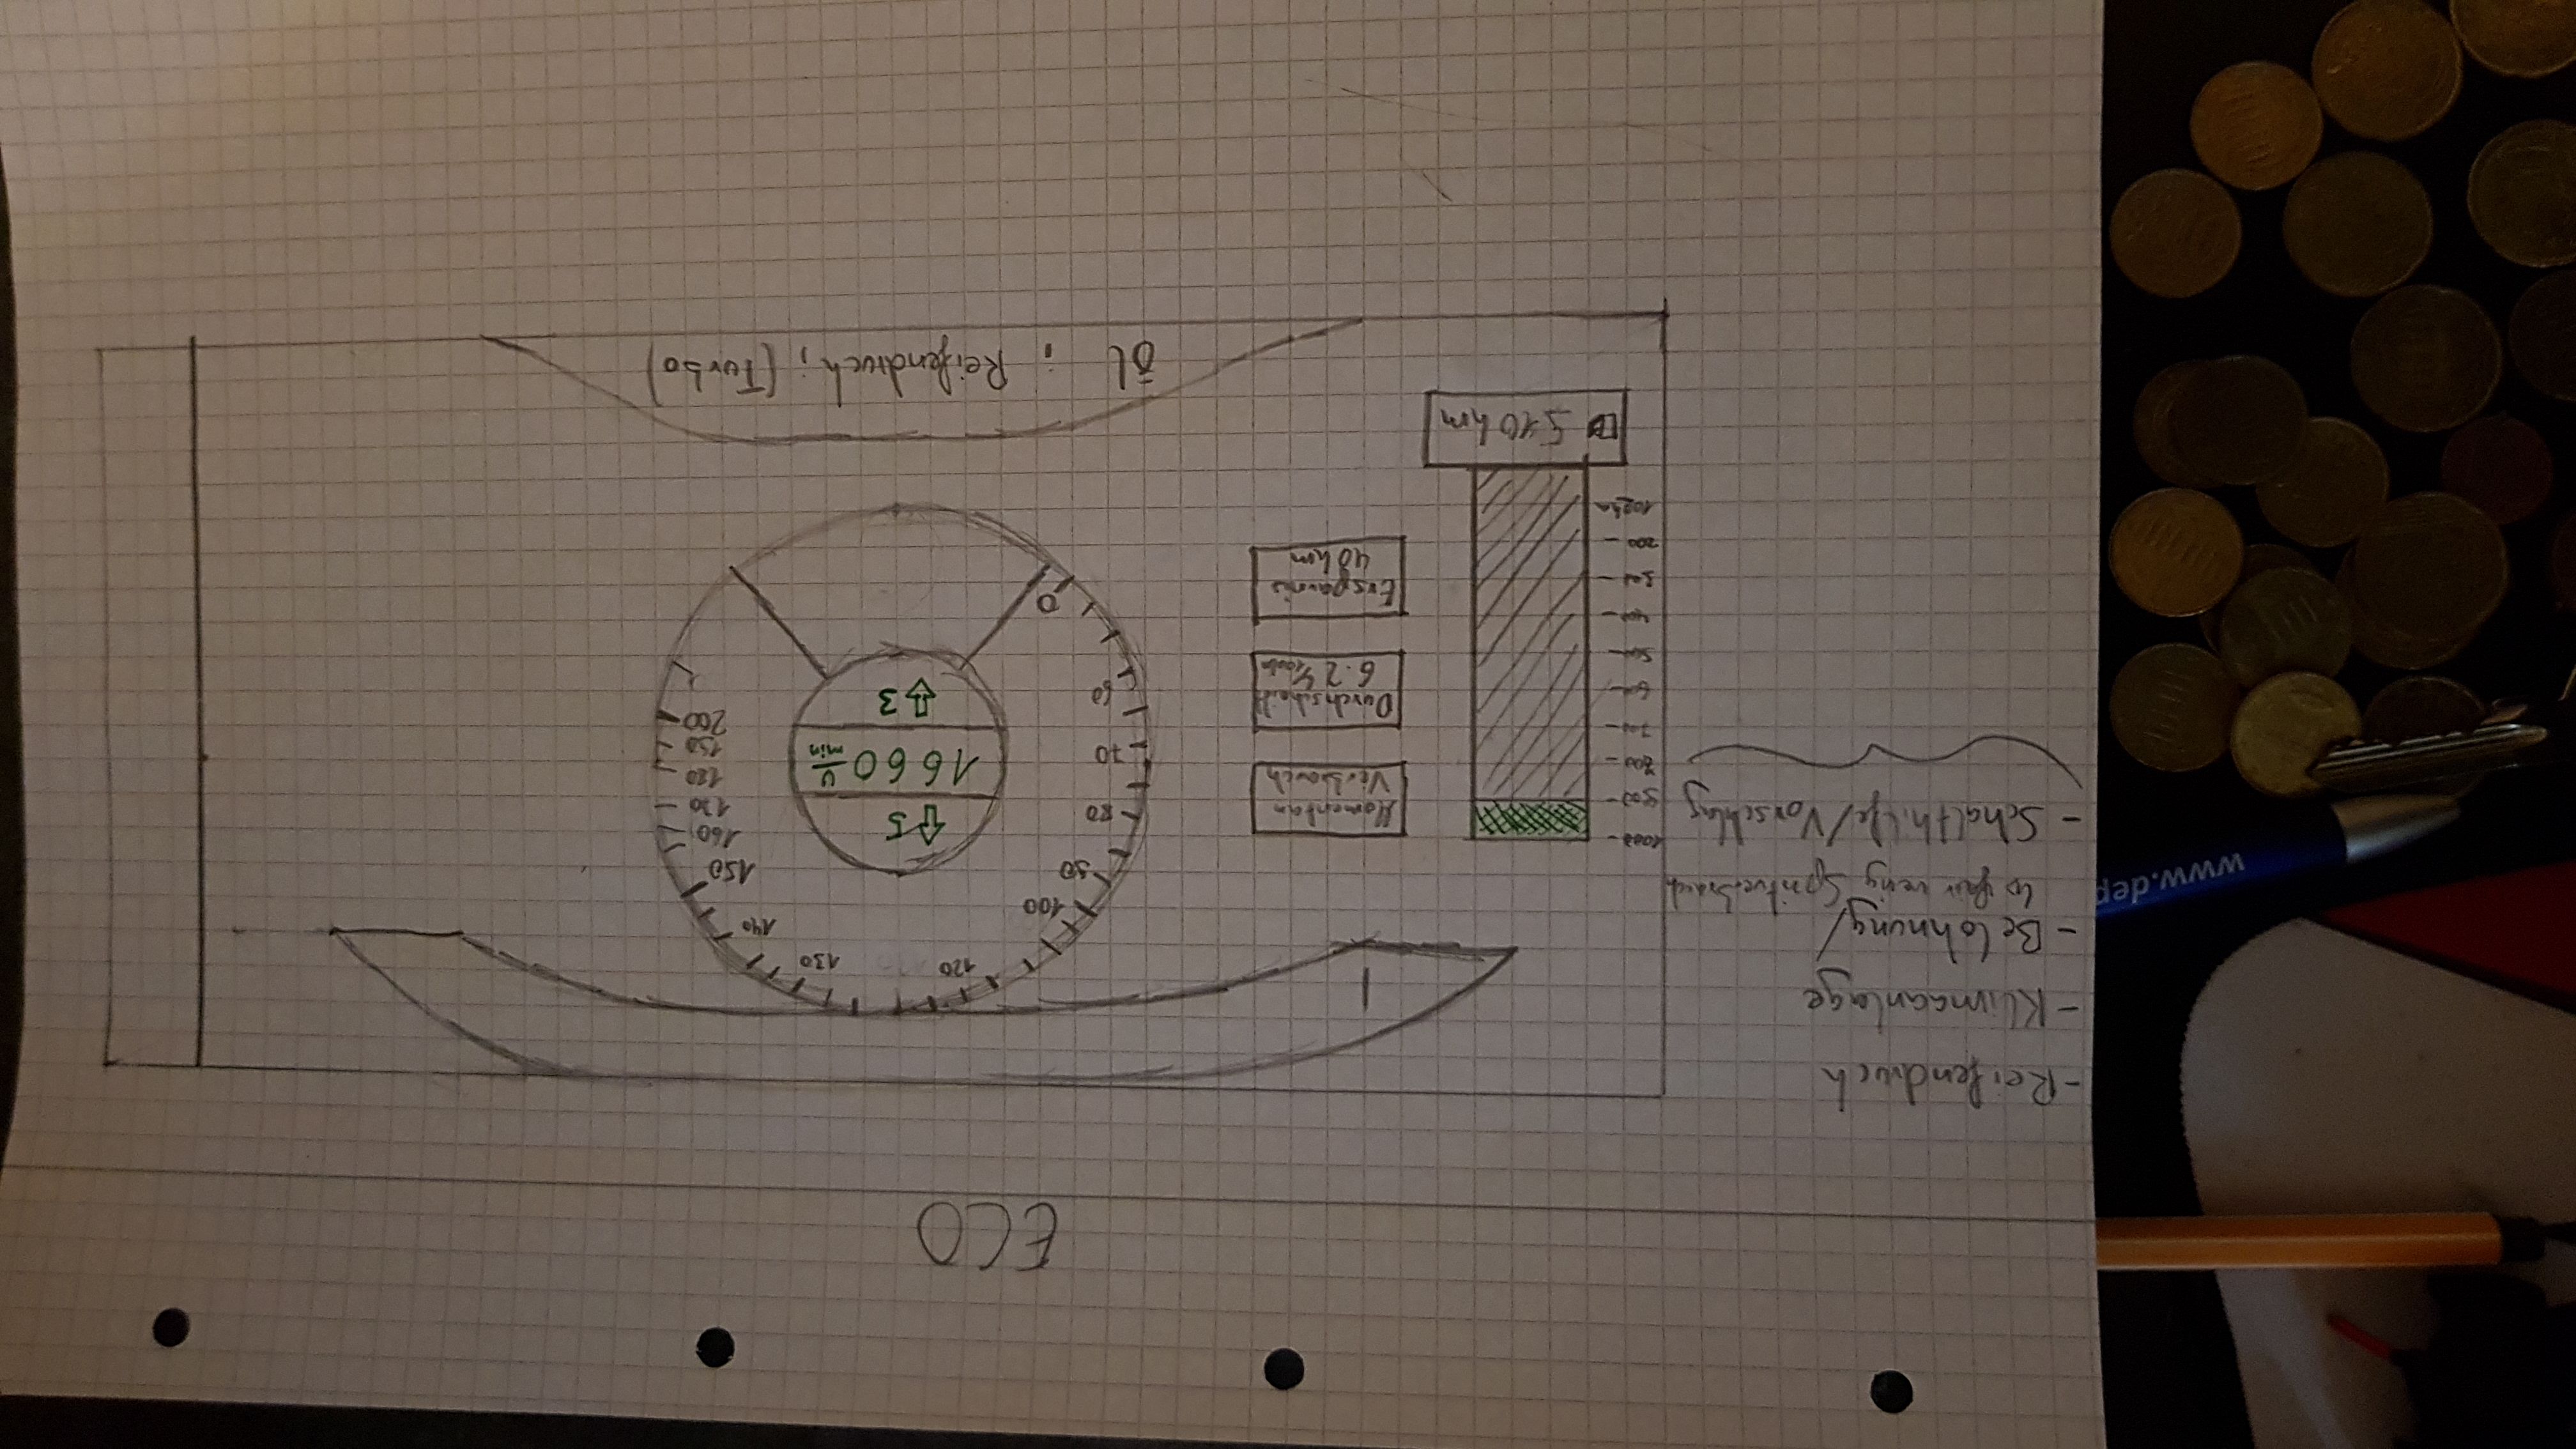 ECO
-Reifendruck
-Klimaanlage
- Belohnung/
↳ für wenig Spritverbrauch
- Schalthilfe/Vorschlag
1000-
900-
800-
700-
600-
500-
400-
300-
200-
100km
510 km
Momentan
Verbrauch
Durchschnitt
6.2 L/100km
Ersparnis
40 km
0
60
70
80
90
100
120
130
140
150
160
170
180
190
200
⇧5
1660 U/min
⇩3
Öl ; Reifendruck ; (Turbo)
www.dep